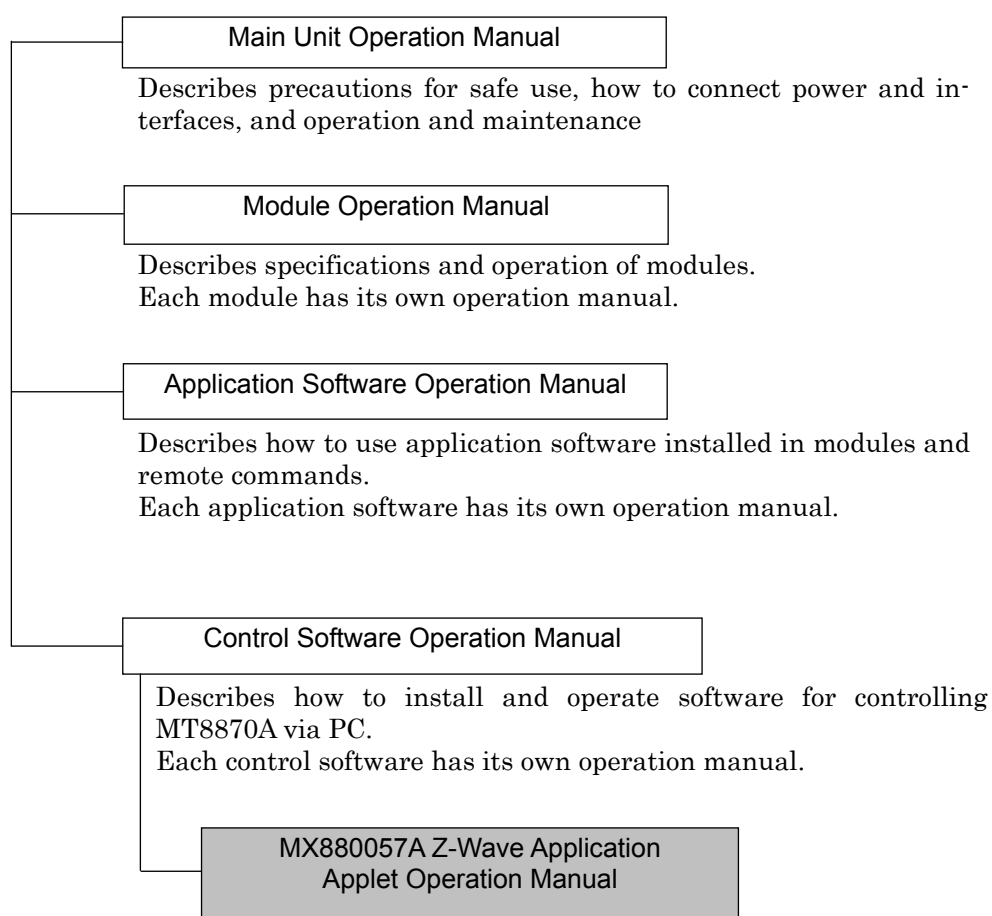 Main Unit Operation Manual
Describes precautions for safe use, how to connect power and in-
terfaces, and operation and maintenance
Module Operation Manual
Describes specifications and operation of modules.
Each module has its own operation manual.
Application Software Operation Manual
Describes how to use application software installed in modules and
remote commands.
Each application software has its own operation manual.
Control Software Operation Manual
Describes how to install and operate software for controlling
MT8870A via PC.
Each control software has its own operation manual.
MX880057A Z-Wave Application
Applet Operation Manual